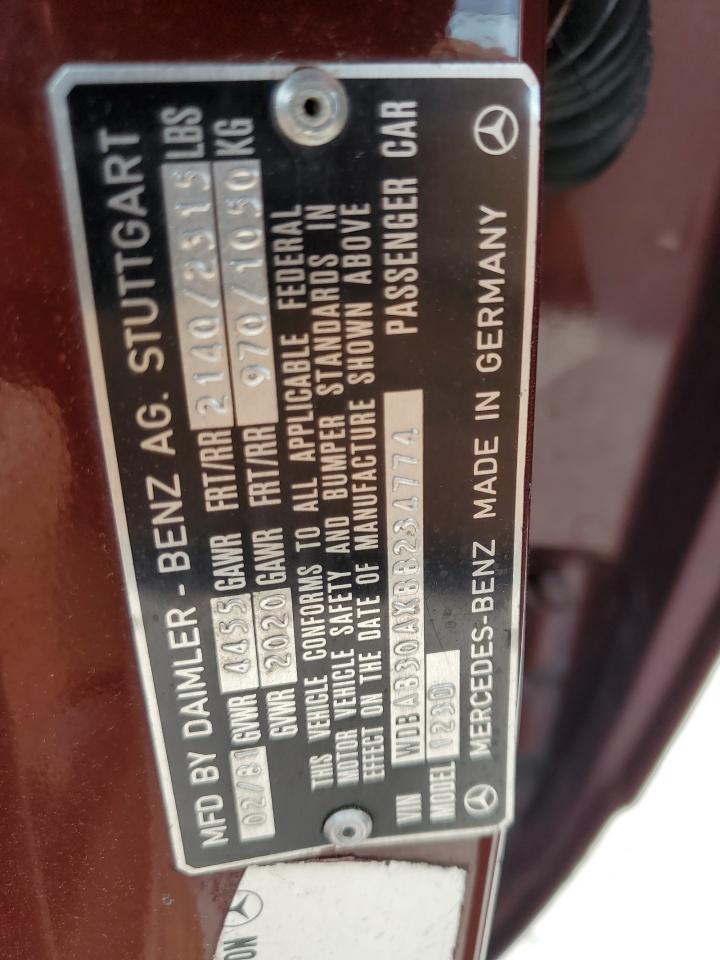 MFD BY DAIMLER - BENZ AG. STUTTGART
02/81 GVWR 4455 GAWR FRT/RR 2140/2315 LBS
GVWR 2020 GAWR FRT/RR 970/1050 KG
THIS VEHICLE CONFORMS TO ALL APPLICABLE FEDERAL
MOTOR VEHICLE SAFETY AND BUMPER STANDARDS IN
EFFECT ON THE DATE OF MANUFACTURE SHOWN ABOVE
VIN WDBAB30AXBB234774 PASSENGER CAR
MODEL 123D
MERCEDES-BENZ MADE IN GERMANY
ON